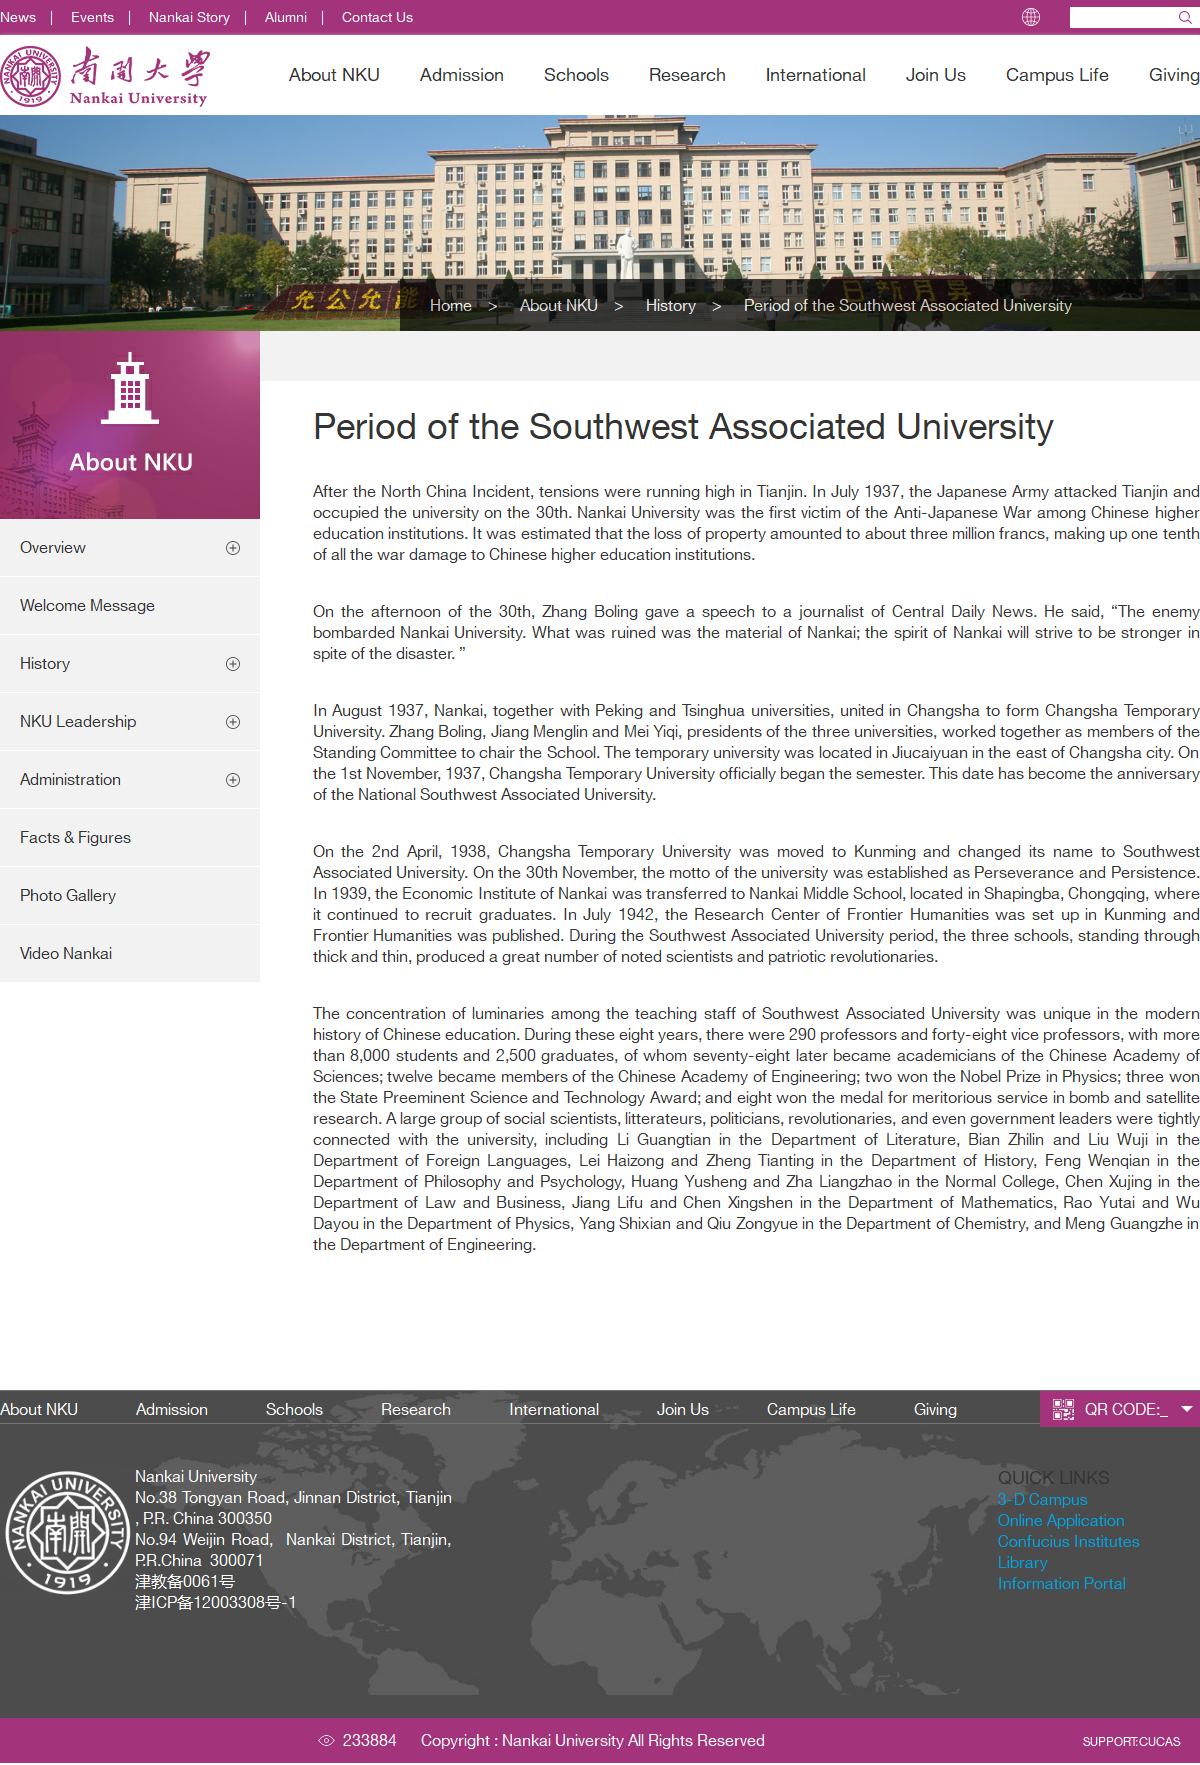 News | Events | Nankai Story | Alumni | Contact Us
NANKAI UNIVERSITY
1919
南開大學
Nankai University
About NKU Admission Schools Research International Join Us Campus Life Giving
允公允能
日新月異
Home > About NKU > History > Period of the Southwest Associated University
About NKU
Overview
Welcome Message
History
NKU Leadership
Administration
Facts & Figures
Photo Gallery
Video Nankai
Period of the Southwest Associated University
After the North China Incident, tensions were running high in Tianjin. In July 1937, the Japanese Army attacked Tianjin and
occupied the university on the 30th. Nankai University was the first victim of the Anti-Japanese War among Chinese higher
education institutions. It was estimated that the loss of property amounted to about three million francs, making up one tenth
of all the war damage to Chinese higher education institutions.
On the afternoon of the 30th, Zhang Boling gave a speech to a journalist of Central Daily News. He said, “The enemy
bombarded Nankai University. What was ruined was the material of Nankai; the spirit of Nankai will strive to be stronger in
spite of the disaster. ”
In August 1937, Nankai, together with Peking and Tsinghua universities, united in Changsha to form Changsha Temporary
University. Zhang Boling, Jiang Menglin and Mei Yiqi, presidents of the three universities, worked together as members of the
Standing Committee to chair the School. The temporary university was located in Jiucaiyuan in the east of Changsha city. On
the 1st November, 1937, Changsha Temporary University officially began the semester. This date has become the anniversary
of the National Southwest Associated University.
On the 2nd April, 1938, Changsha Temporary University was moved to Kunming and changed its name to Southwest
Associated University. On the 30th November, the motto of the university was established as Perseverance and Persistence.
In 1939, the Economic Institute of Nankai was transferred to Nankai Middle School, located in Shapingba, Chongqing, where
it continued to recruit graduates. In July 1942, the Research Center of Frontier Humanities was set up in Kunming and
Frontier Humanities was published. During the Southwest Associated University period, the three schools, standing through
thick and thin, produced a great number of noted scientists and patriotic revolutionaries.
The concentration of luminaries among the teaching staff of Southwest Associated University was unique in the modern
history of Chinese education. During these eight years, there were 290 professors and forty-eight vice professors, with more
than 8,000 students and 2,500 graduates, of whom seventy-eight later became academicians of the Chinese Academy of
Sciences; twelve became members of the Chinese Academy of Engineering; two won the Nobel Prize in Physics; three won
the State Preeminent Science and Technology Award; and eight won the medal for meritorious service in bomb and satellite
research. A large group of social scientists, litterateurs, politicians, revolutionaries, and even government leaders were tightly
connected with the university, including Li Guangtian in the Department of Literature, Bian Zhilin and Liu Wuji in the
Department of Foreign Languages, Lei Haizong and Zheng Tianting in the Department of History, Feng Wenqian in the
Department of Philosophy and Psychology, Huang Yusheng and Zha Liangzhao in the Normal College, Chen Xujing in the
Department of Law and Business, Jiang Lifu and Chen Xingshen in the Department of Mathematics, Rao Yutai and Wu
Dayou in the Department of Physics, Yang Shixian and Qiu Zongyue in the Department of Chemistry, and Meng Guangzhe in
the Department of Engineering.
About NKU Admission Schools Research International Join Us Campus Life Giving QR CODE:_
NANKAI UNIVERSITY
南開
1919
Nankai University
No.38 Tongyan Road, Jinnan District, Tianjin
, P.R. China 300350
No.94 Weijin Road, Nankai District, Tianjin,
P.R.China 300071
津教备0061号
津ICP备12003308号-1
QUICK LINKS
3-D Campus
Online Application
Confucius Institutes
Library
Information Portal
233884 Copyright : Nankai University All Rights Reserved
SUPPORT:CUCAS